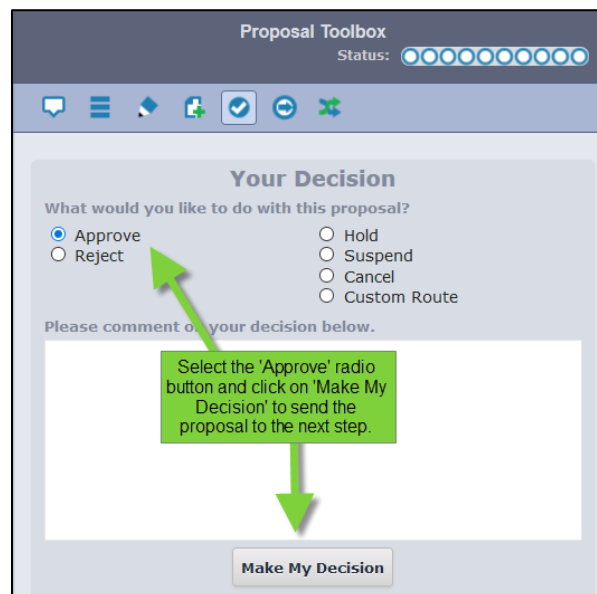 Proposal Toolbox
Status:
Your Decision
What would you like to do with this proposal?
Approve
Reject
Hold
Suspend
Cancel
Custom Route
Please comment on your decision below.
Select the 'Approve' radio
button and click on 'Make My
Decision' to send the
proposal to the next step.
Make My Decision